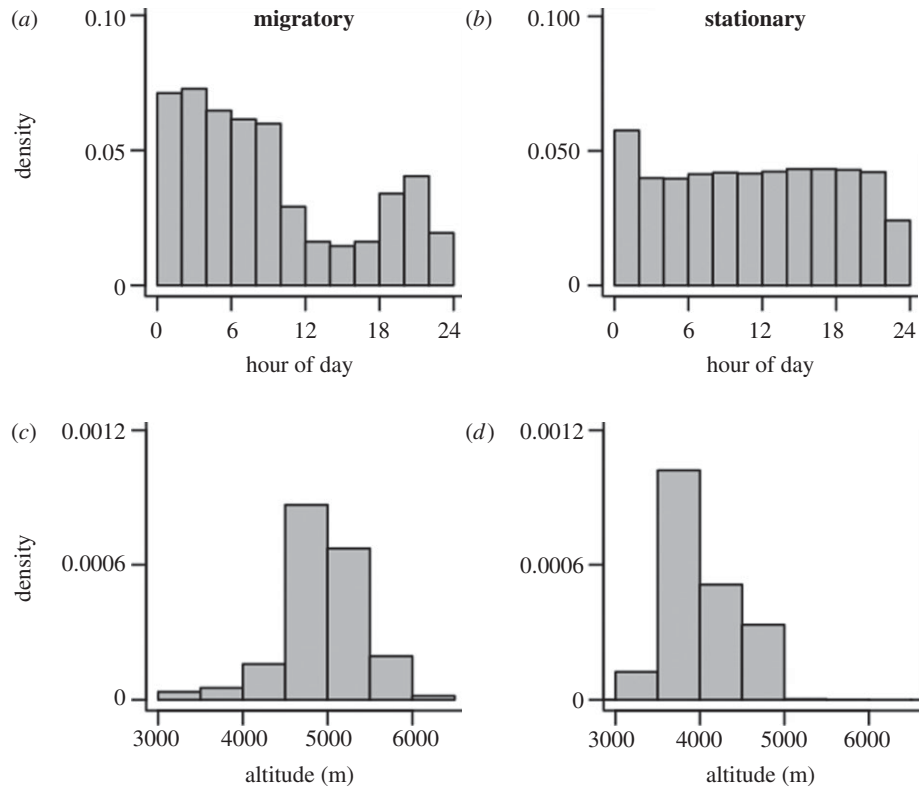 (a) 0.10 migratory (b) 0.100 stationary
density
0.05 0.050
0 0
0 6 12 18 24 0 6 12 18 24
hour of day hour of day
(c) 0.0012 (d) 0.0012
density
0.0006 0.0006
0 0
3000 4000 5000 6000 3000 4000 5000 6000
altitude (m) altitude (m)